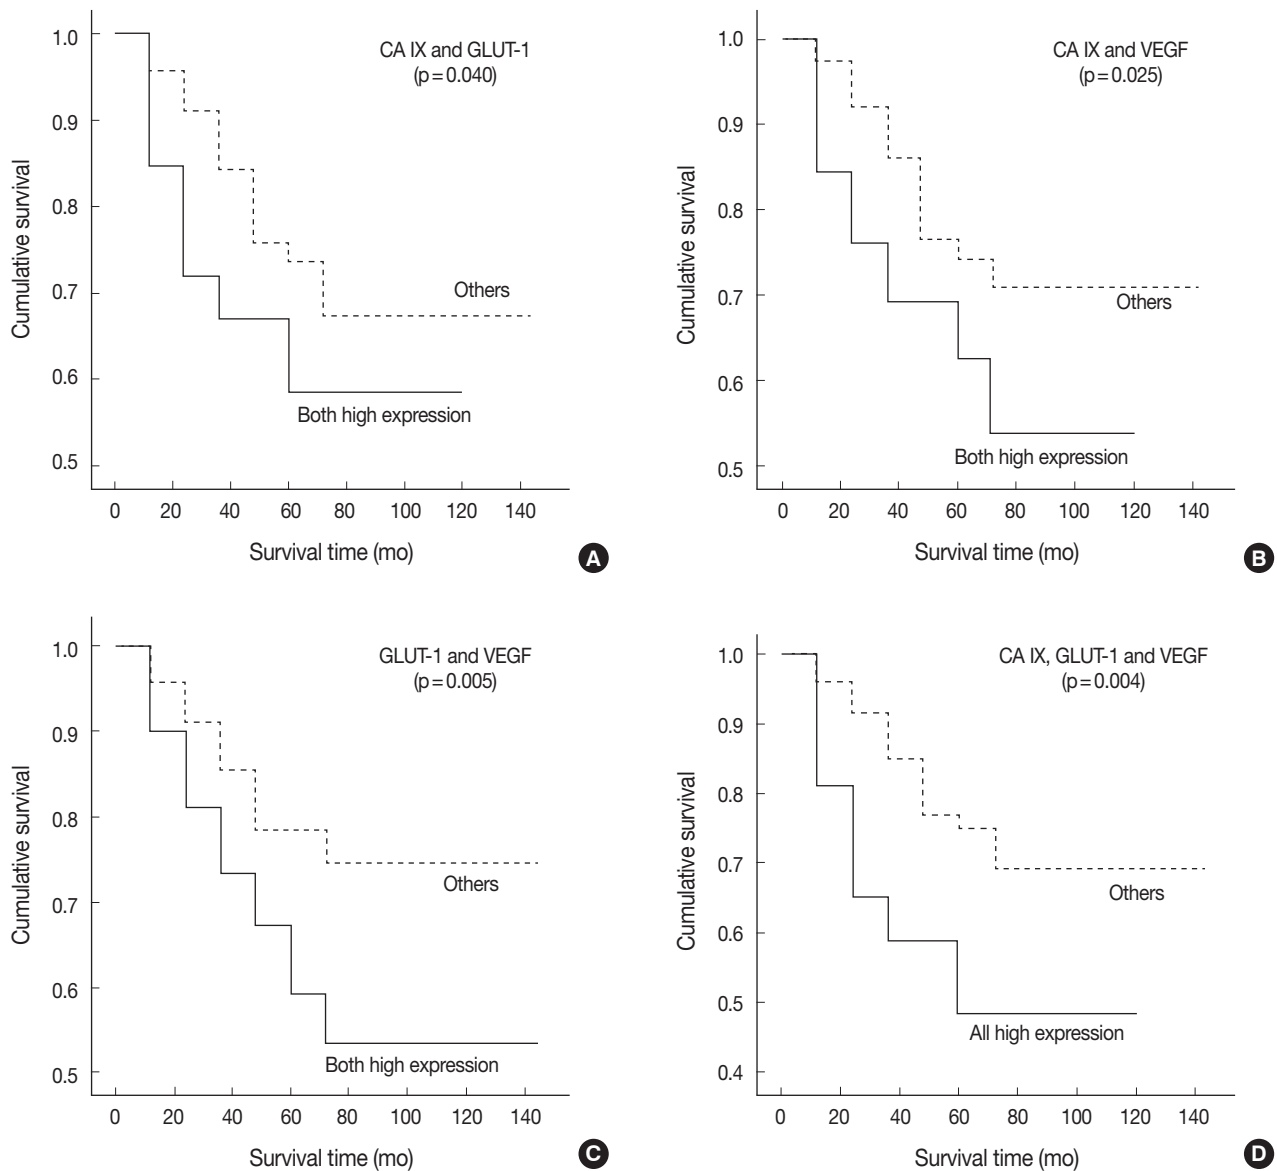 CA IX and GLUT-1
(p=0.040)
1.0
0.9
0.8
0.7
0.6
0.5
Cumulative survival
Others
Both high expression
0 20 40 60 80 100 120 140
Survival time (mo)
A
CA IX and VEGF
(p=0.025)
1.0
0.9
0.8
0.7
0.6
0.5
Cumulative survival
Others
Both high expression
0 20 40 60 80 100 120 140
Survival time (mo)
B
GLUT-1 and VEGF
(p=0.005)
1.0
0.9
0.8
0.7
0.6
0.5
Cumulative survival
Others
Both high expression
0 20 40 60 80 100 120 140
Survival time (mo)
C
CA IX, GLUT-1 and VEGF
(p=0.004)
1.0
0.9
0.8
0.7
0.6
0.5
0.4
Cumulative survival
Others
All high expression
0 20 40 60 80 100 120 140
Survival time (mo)
D